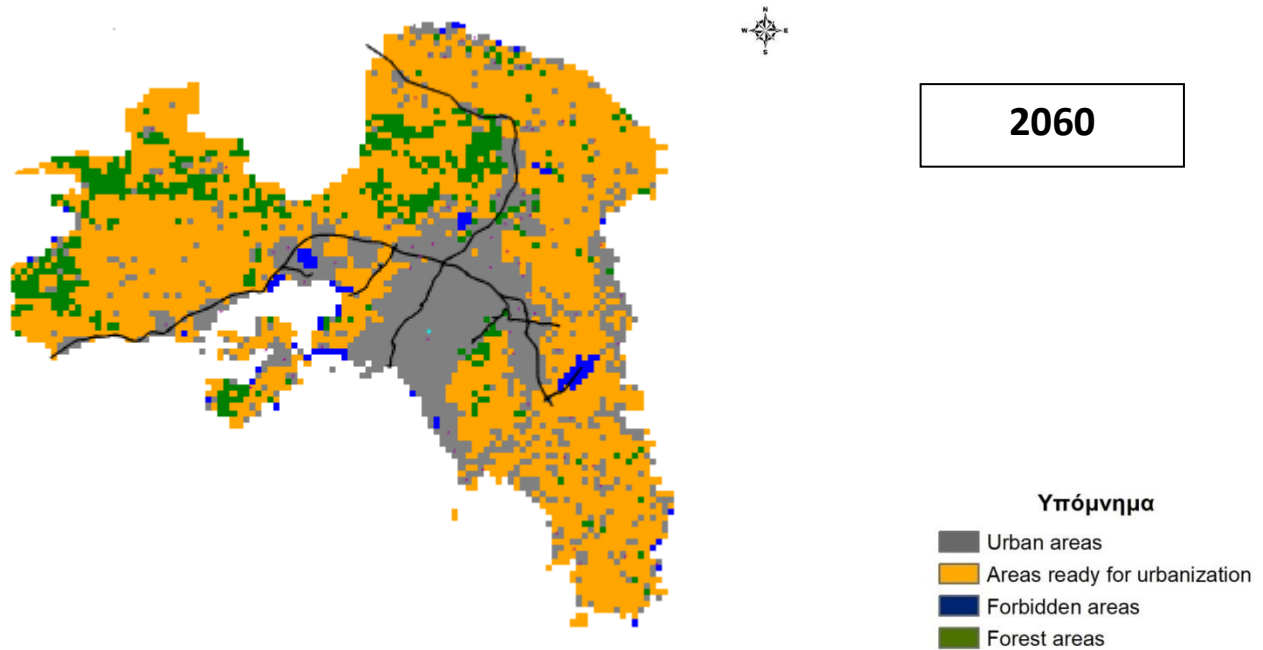 N
W E
S
2060
Υπόμνημα
Urban areas
Areas ready for urbanization
Forbidden areas
Forest areas